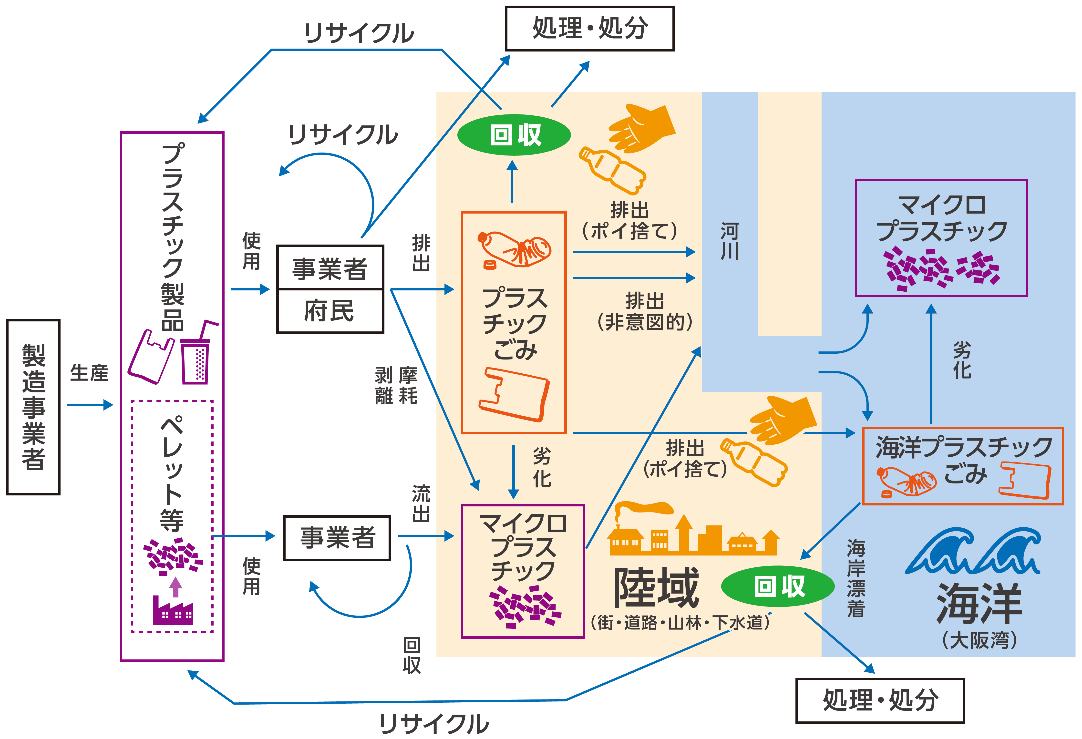 リサイクル
処理・処分
回収
リサイクル
プラスチック製品
使用
事業者
府民
排出
排出
(ポイ捨て)
河川
マイクロ
プラスチック
プラス
チック
ごみ
排出
(非意図的)
製造事業者
生産
摩耗
剥離
劣化
ペレット等
排出
(ポイ捨て)
海洋プラスチック
ごみ
劣化
流出
使用
事業者
マイクロ
プラス
チック
陸域
(街・道路・山林・下水道)
回収
海岸漂着
海洋
(大阪湾)
回収
リサイクル
処理・処分